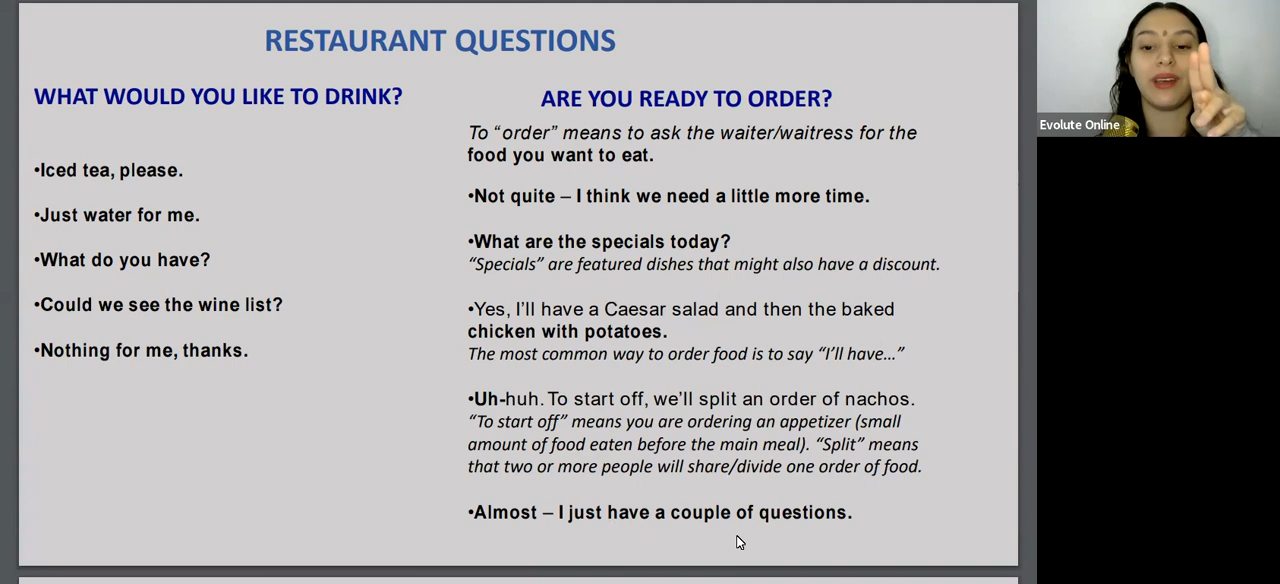 RESTAURANT QUESTIONS
WHAT WOULD YOU LIKE TO DRINK?
•Iced tea, please.
•Just water for me.
•What do you have?
•Could we see the wine list?
•Nothing for me, thanks.
ARE YOU READY TO ORDER?
To “order” means to ask the waiter/waitress for the
food you want to eat.
•Not quite – I think we need a little more time.
•What are the specials today?
“Specials” are featured dishes that might also have a discount.
•Yes, I’ll have a Caesar salad and then the baked
chicken with potatoes.
The most common way to order food is to say “I’ll have…”
•Uh-huh. To start off, we’ll split an order of nachos.
“To start off” means you are ordering an appetizer (small
amount of food eaten before the main meal). “Split” means
that two or more people will share/divide one order of food.
•Almost – I just have a couple of questions.
Evolute Online